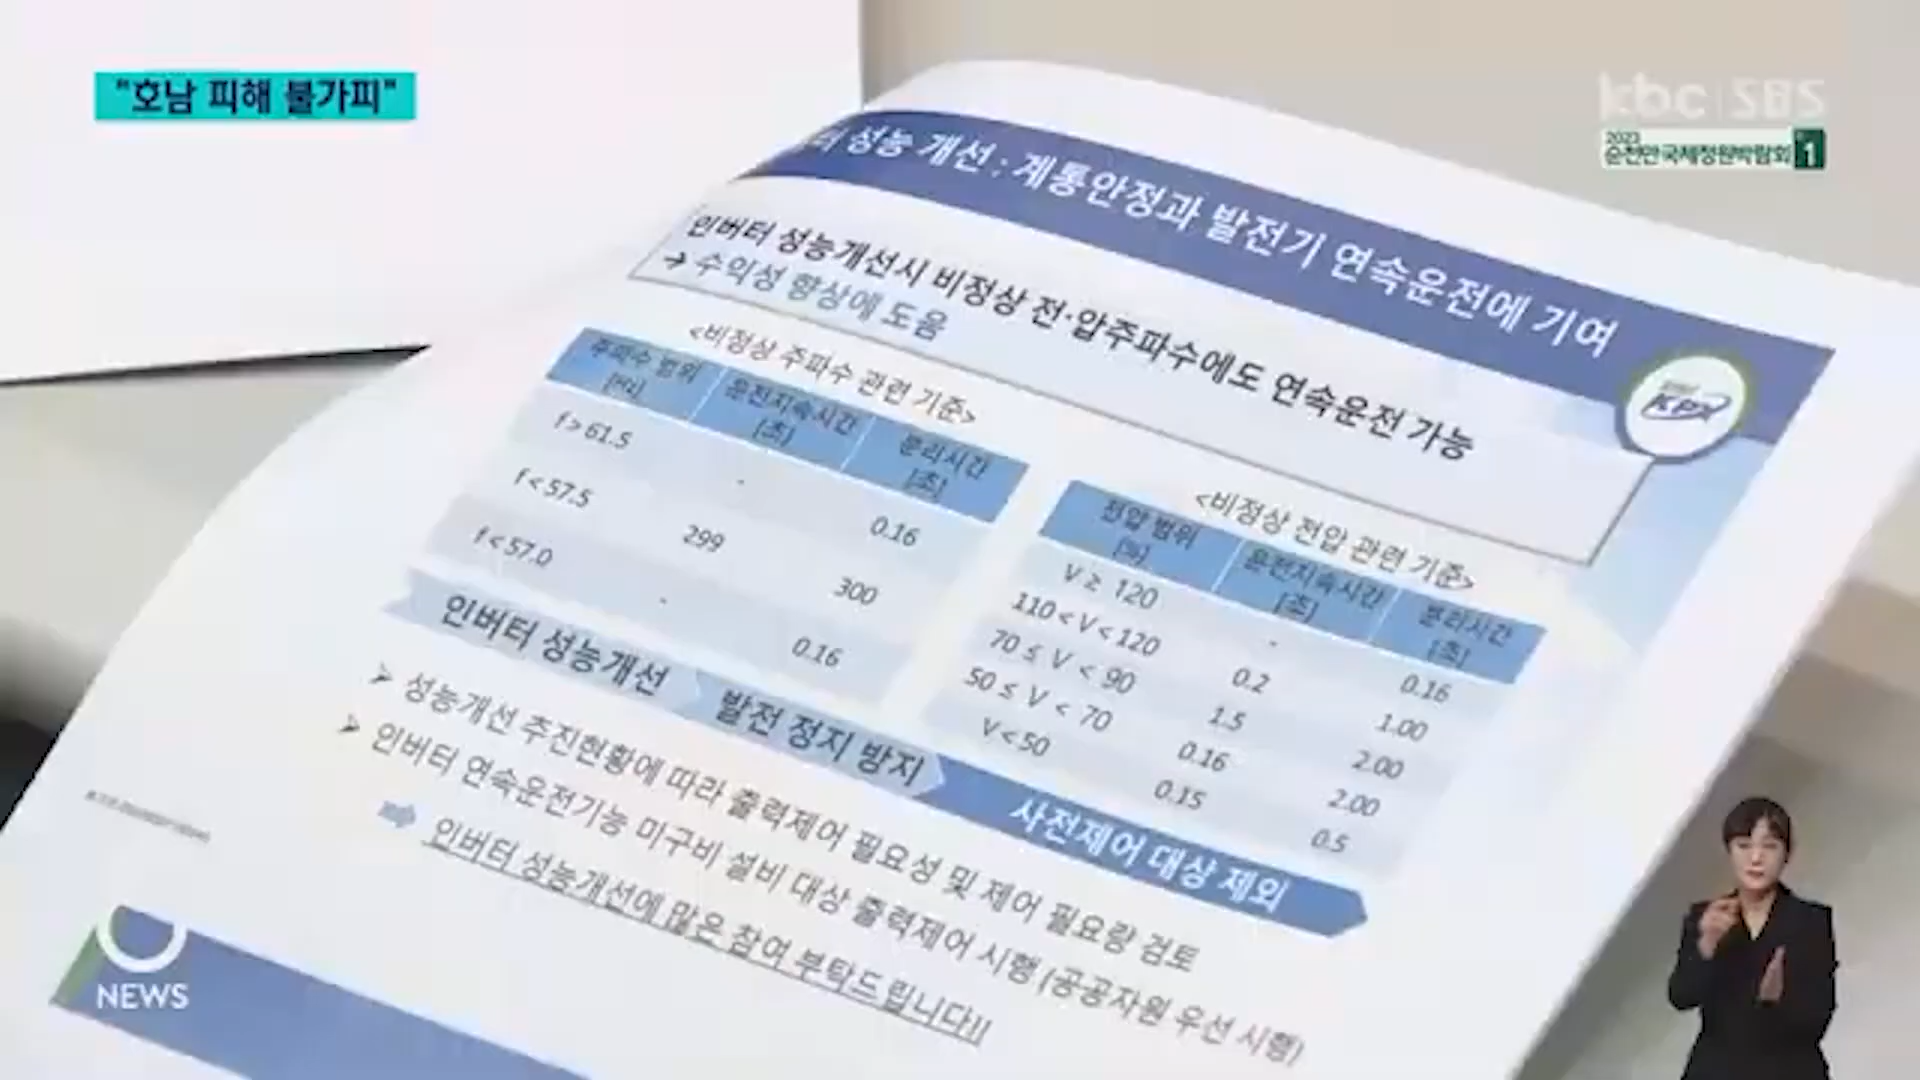 "호남 피해 불가피"
kbc SBS
2023
순천만국제정원박람회 1
터 성능 개선 : 계통안정과 발전기 연속운전에 기여
KPX
인버터 성능개선시 비정상 전·압주파수에도 연속운전 가능
→ 수익성 향상에 도움
<비정상 주파수 관련 기준>
주파수 범위 [Hz] 운전지속시간 [초] 분리시간 [초]
f > 61.5 - 0.16
f < 57.5 299 300
f < 57.0 - 0.16
<비정상 전압 관련 기준>
전압 범위 [%] 운전지속시간 [초] 분리시간 [초]
V ≥ 120 - 0.16
110 < V < 120 0.2 1.00
70 ≤ V < 90 1.5 2.00
50 ≤ V < 70 0.16 2.00
V < 50 0.15 0.5
인버터 성능개선 발전 정지 방지 사전제어 대상 제외
➤ 성능개선 추진현황에 따라 출력제어 필요성 및 제어 필요량 검토
➤ 인버터 연속운전기능 미구비 설비 대상 출력제어 시행 (공공자원 우선 시행)
➡ 인버터 성능개선에 많은 참여 부탁드립니다!!
NEWS